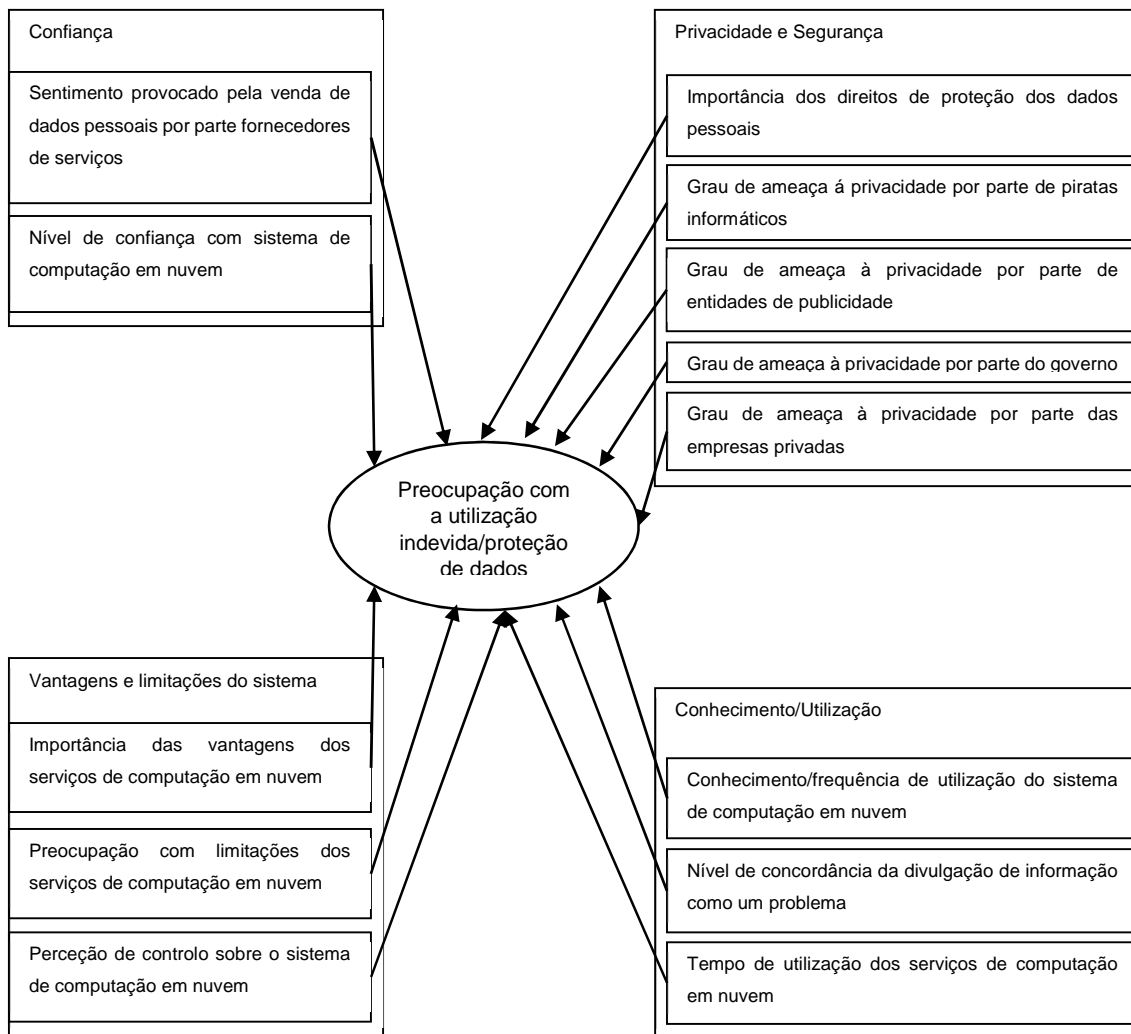 Confiança
Sentimento provocado pela venda de
dados pessoais por parte fornecedores
de serviços
Nível de confiança com sistema de
computação em nuvem
Privacidade e Segurança
Importância dos direitos de proteção dos dados
pessoais
Grau de ameaça á privacidade por parte de piratas
informáticos
Grau de ameaça à privacidade por parte de
entidades de publicidade
Grau de ameaça à privacidade por parte do governo
Grau de ameaça à privacidade por parte das
empresas privadas
Preocupação com
a utilização
indevida/proteção
de dados
Vantagens e limitações do sistema
Importância das vantagens dos
serviços de computação em nuvem
Preocupação com limitações dos
serviços de computação em nuvem
Perceção de controlo sobre o sistema
de computação em nuvem
Conhecimento/Utilização
Conhecimento/frequência de utilização do sistema
de computação em nuvem
Nível de concordância da divulgação de informação
como um problema
Tempo de utilização dos serviços de computação
em nuvem